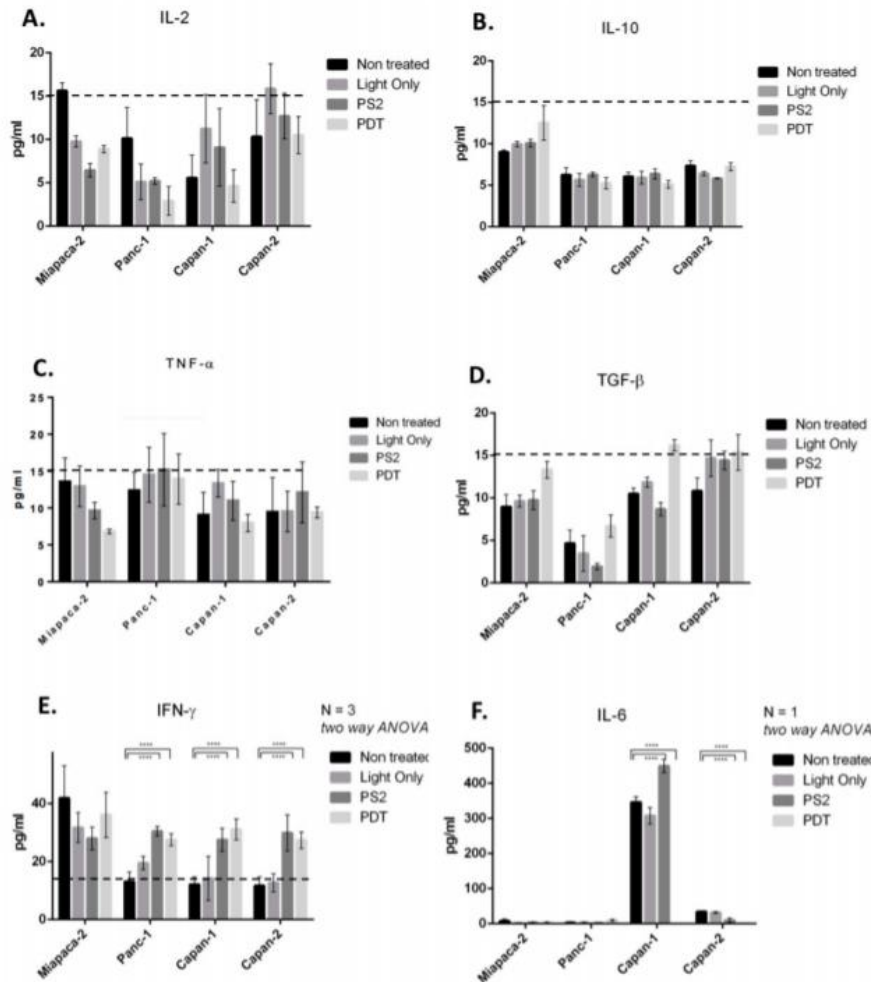 A.
IL-2
20
15
10
5
0
pg/ml
Non treated
Light Only
PS2
PDT
Miapaca-2
Panc-1
Capan-1
Capan-2
B.
IL-10
20
15
10
5
0
pg/ml
Non treated
Light Only
PS2
PDT
Miapaca-2
Panc-1
Capan-1
Capan-2
C.
TNF-α
25
20
15
10
5
0
pg/ml
Non treated
Light Only
PS2
PDT
Miapaca-2
Panc-1
Capan-1
Capan-2
D.
TGF-β
20
15
10
5
0
pg/ml
Non treated
Light Only
PS2
PDT
Miapaca-2
Panc-1
Capan-1
Capan-2
E.
IFN-γ
N = 3
two way ANOVA
**** **** ****
**** **** ****
40
20
0
pg/ml
Non treated
Light Only
PS2
PDT
Miapaca-2
Panc-1
Capan-1
Capan-2
F.
IL-6
N = 1
two way ANOVA
**** ****
**** ****
500
400
300
200
100
0
pg/ml
Non treated
Light Only
PS2
PDT
Miapaca-2
Panc-1
Capan-1
Capan-2